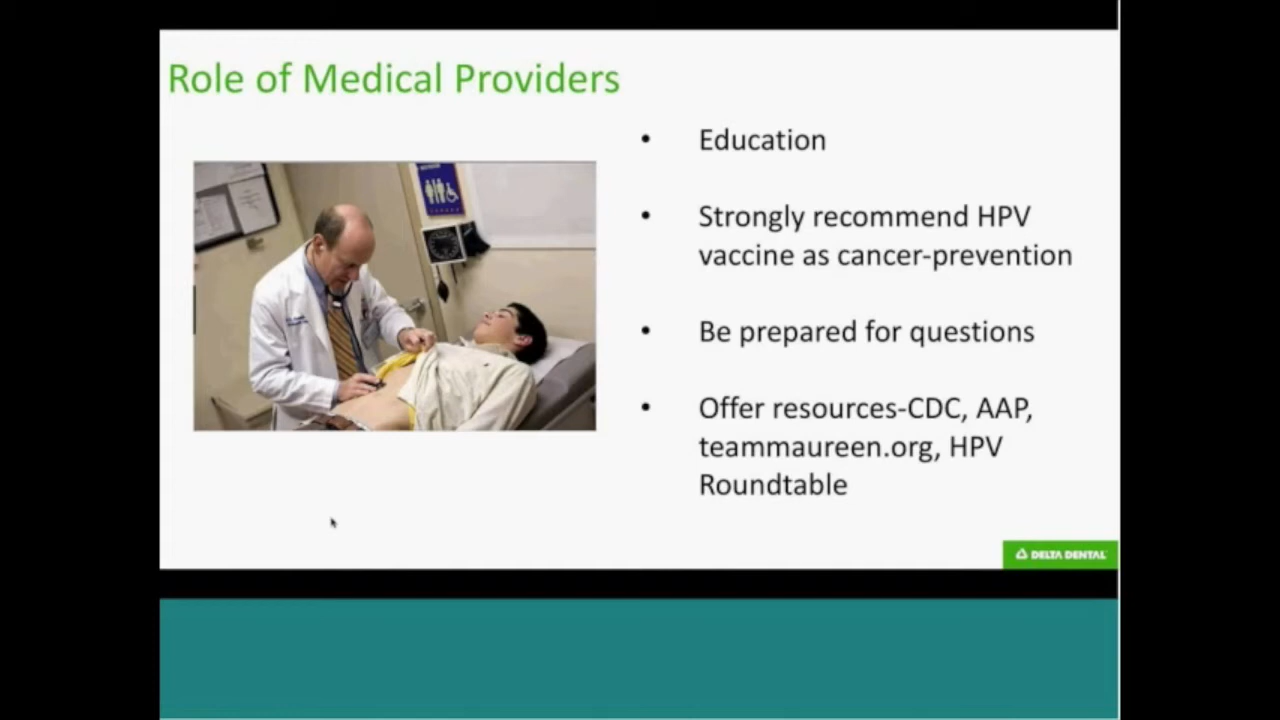 Role of Medical Providers
• Education
• Strongly recommend HPV
vaccine as cancer-prevention
• Be prepared for questions
• Offer resources-CDC, AAP,
teammaureen.org, HPV
Roundtable
DELTA DENTAL